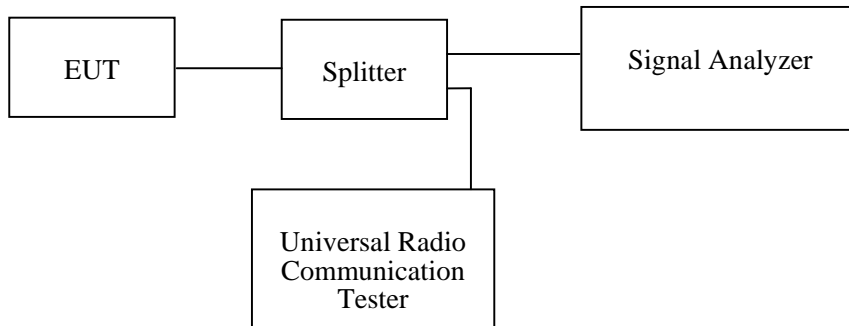 EUT
Splitter
Signal Analyzer
Universal Radio
Communication
Tester